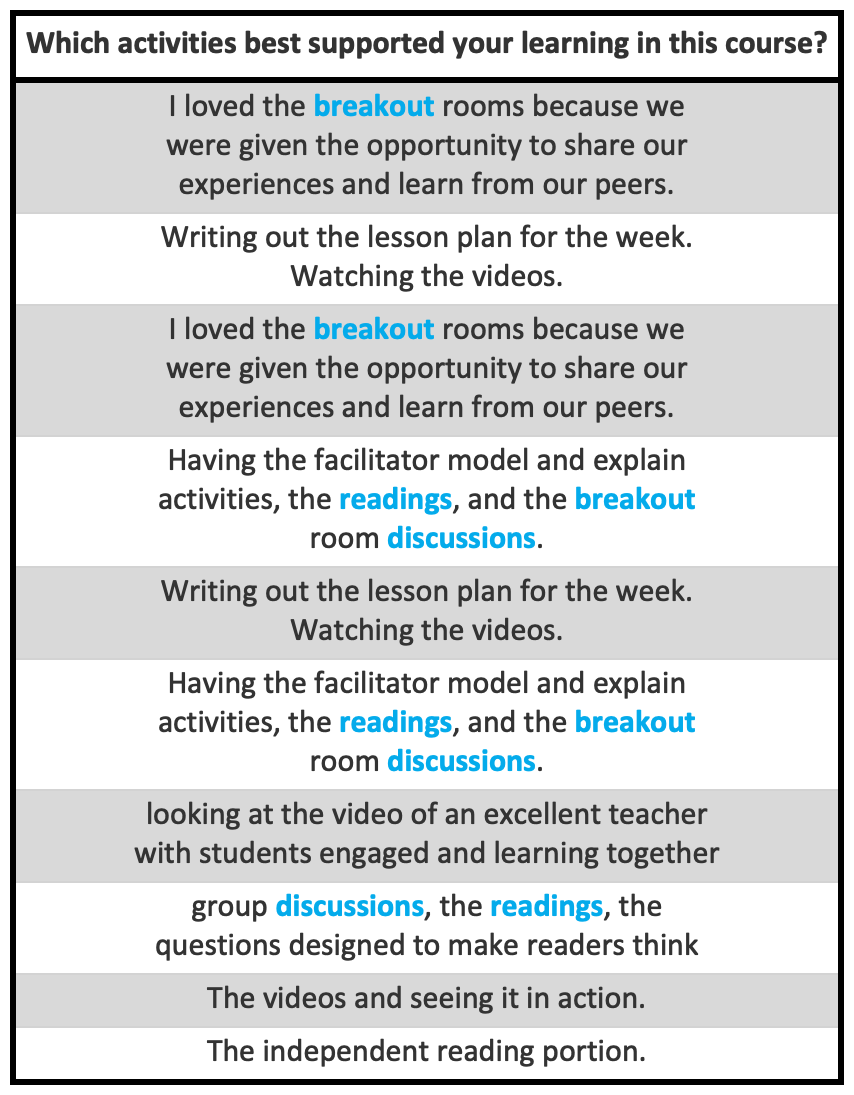 Which activities best supported your learning in this course?
I loved the breakout rooms because we
were given the opportunity to share our
experiences and learn from our peers.
Writing out the lesson plan for the week.
Watching the videos.
I loved the breakout rooms because we
were given the opportunity to share our
experiences and learn from our peers.
Having the facilitator model and explain
activities, the readings, and the breakout
room discussions.
Writing out the lesson plan for the week.
Watching the videos.
Having the facilitator model and explain
activities, the readings, and the breakout
room discussions.
looking at the video of an excellent teacher
with students engaged and learning together
group discussions, the readings, the
questions designed to make readers think
The videos and seeing it in action.
The independent reading portion.